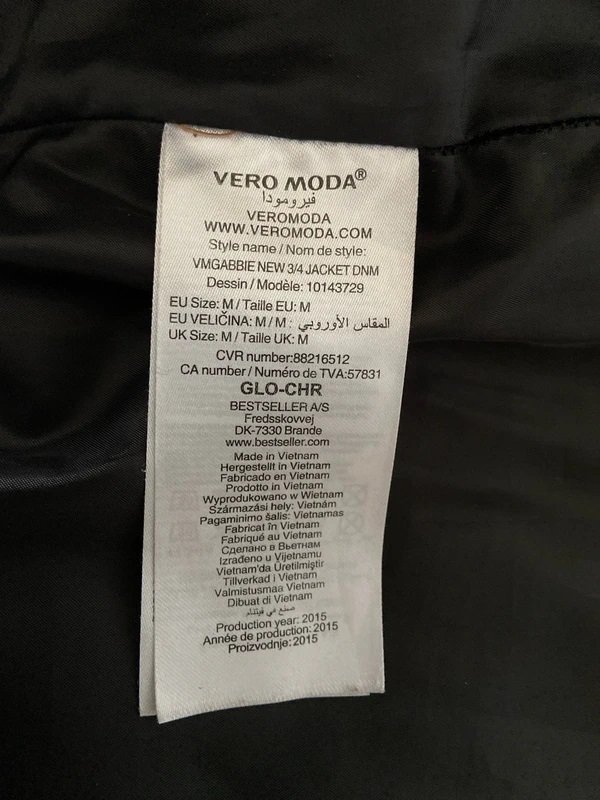 VERO MODA®
فيرومودا
VEROMODA
WWW.VEROMODA.COM
Style name / Nom de style:
VMGABBIE NEW 3/4 JACKET DNM
Dessin / Modèle: 10143729
EU Size: M / Taille EU: M
EU VELIČINA: M / M : المقاس الأوروبي
UK Size: M / Taille UK: M
CVR number:88216512
CA number / Numéro de TVA:57831
GLO-CHR
BESTSELLER A/S
Fredsskovvej
DK-7330 Brande
www.bestseller.com
Made in Vietnam
Hergestellt in Vietnam
Fabricado en Vietnam
Prodotto in Vietnam
Wyprodukowano w Wietnam
Származási hely: Vietnám
Pagaminimo šalis: Vietnamas
Fabricat în Vietnam
Fabriqué au Vietnam
Сделано в Вьетнам
Izrađeno u Vijetnamu
Vietnam'da Üretilmiştir
Tillverkad i Vietnam
Valmistusmaa Vietnam
Dibuat di Vietnam
صنع في فيتنام
Production year: 2015
Année de production: 2015
Proizvodnje: 2015